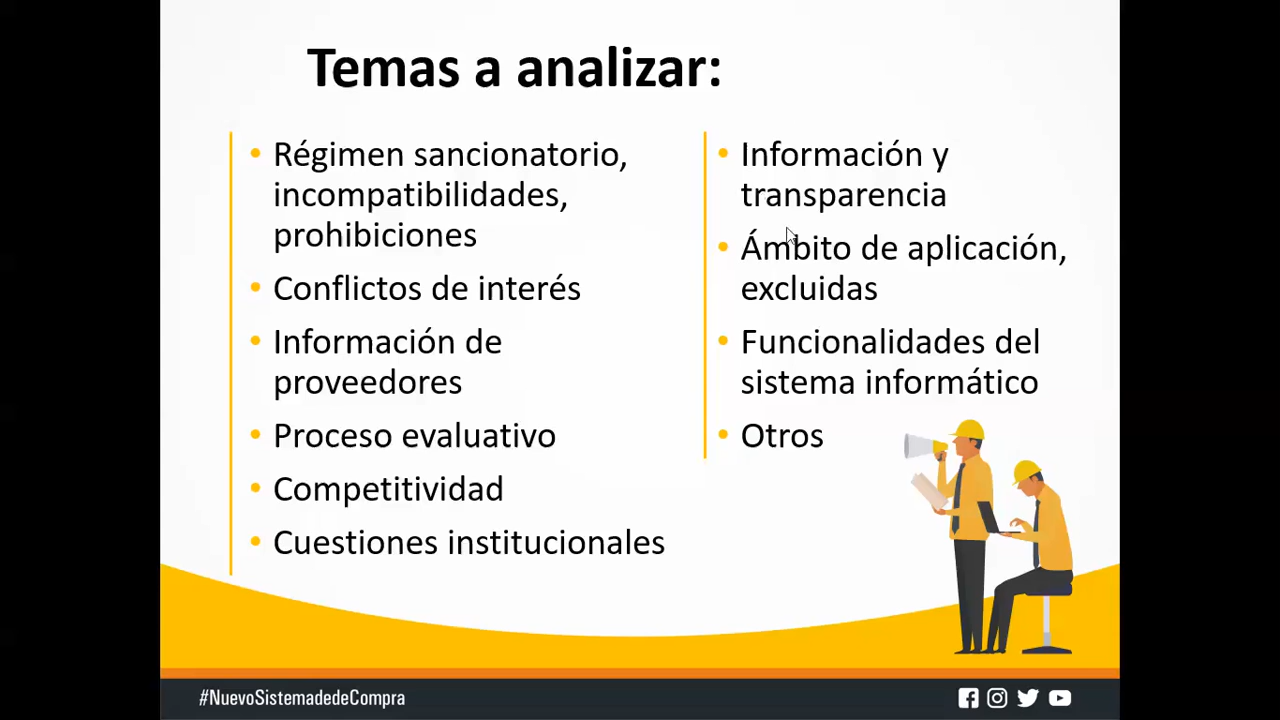 Temas a analizar:
• Régimen sancionatorio,
incompatibilidades,
prohibiciones
• Conflictos de interés
• Información de
proveedores
• Proceso evaluativo
• Competitividad
• Cuestiones institucionales
• Información y
transparencia
• Ámbito de aplicación,
excluidas
• Funcionalidades del
sistema informático
• Otros
#NuevoSistemadedeCompra